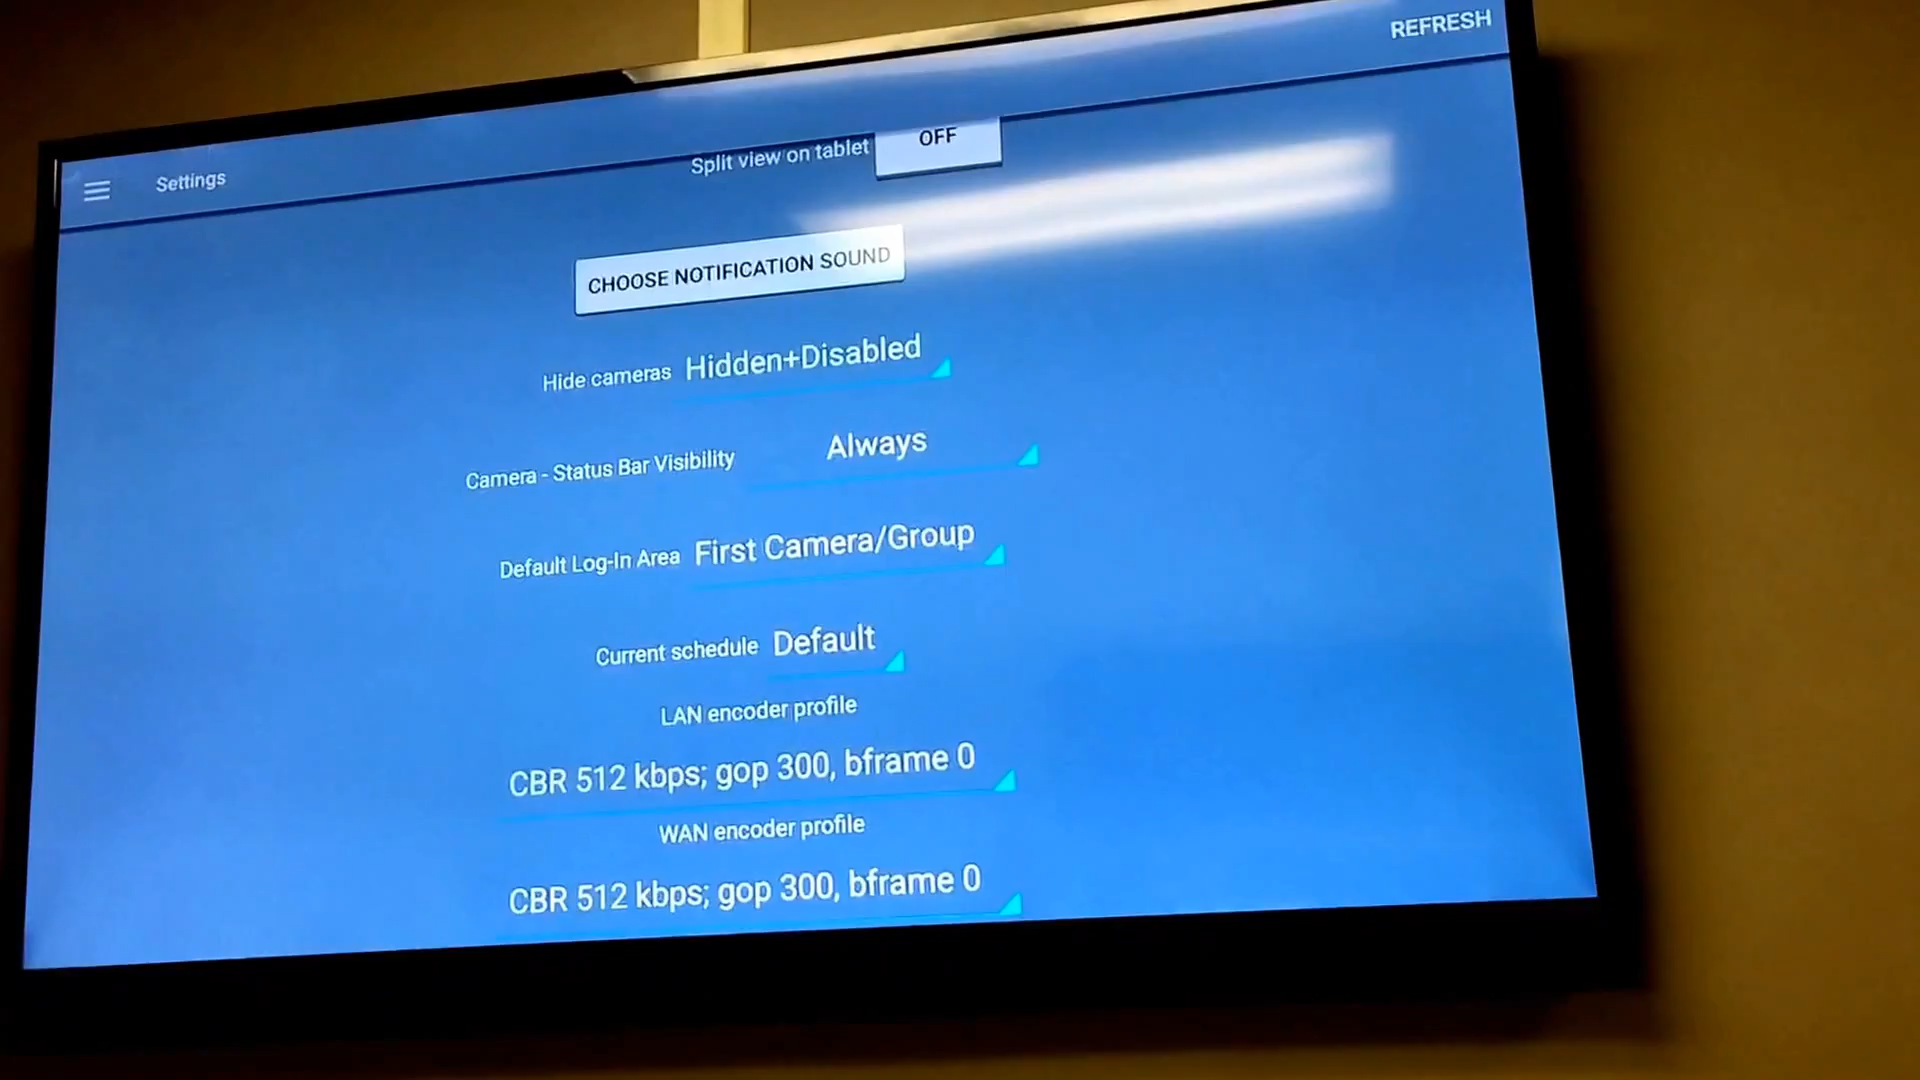 REFRESH
Settings
Split view on tablet OFF
CHOOSE NOTIFICATION SOUND
Hide cameras Hidden+Disabled
Camera - Status Bar Visibility Always
Default Log-In Area First Camera/Group
Current schedule Default
LAN encoder profile
CBR 512 kbps; gop 300, bframe 0
WAN encoder profile
CBR 512 kbps; gop 300, bframe 0